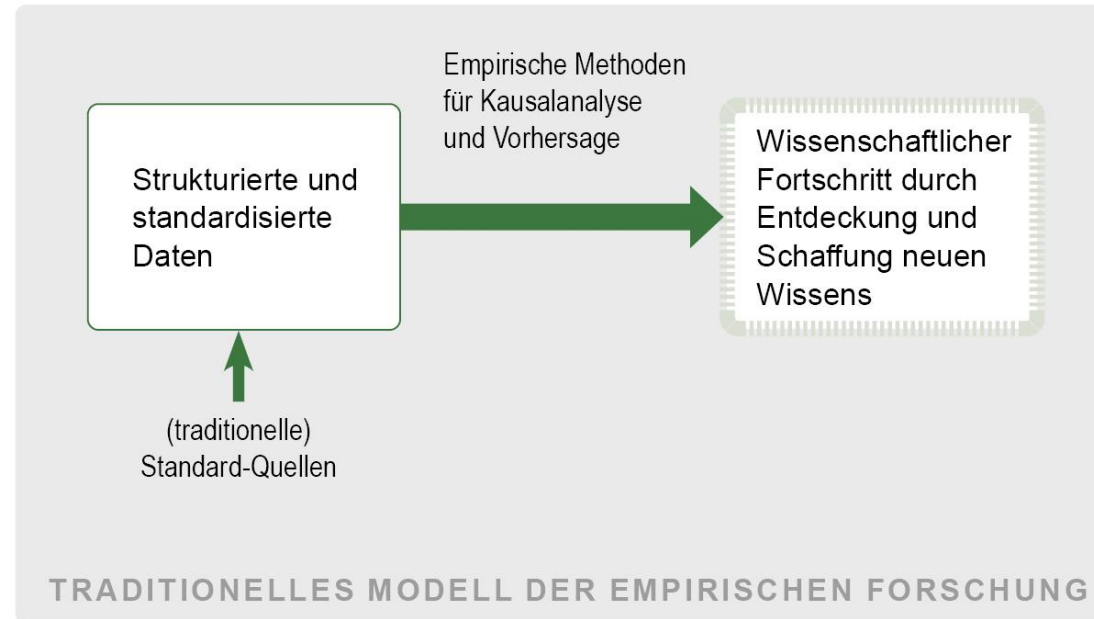 Empirische Methoden
für Kausalanalyse
und Vorhersage
Strukturierte und
standardisierte
Daten
Wissenschaftlicher
Fortschritt durch
Entdeckung und
Schaffung neuen
Wissens
(traditionelle)
Standard-Quellen
TRADITIONELLES MODELL DER EMPIRISCHEN FORSCHUNG